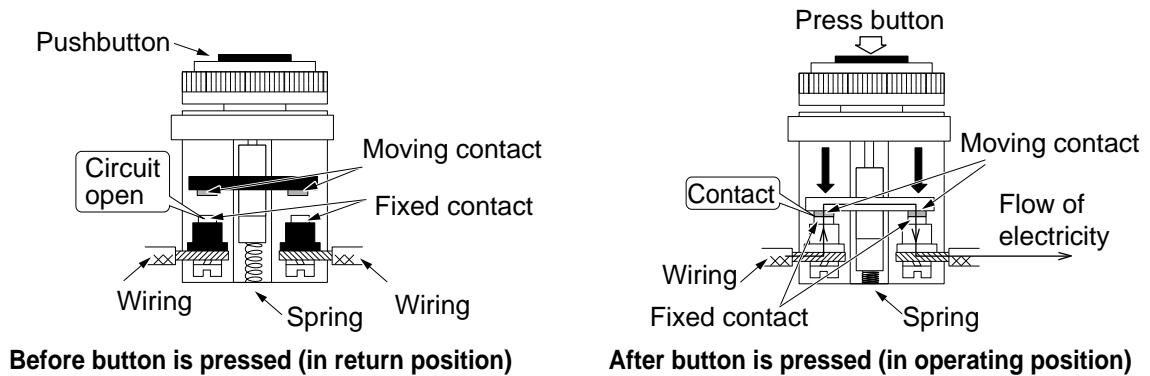 Pushbutton
Circuit
open
Moving contact
Fixed contact
Wiring
Spring
Wiring
Before button is pressed (in return position)
Press button
Moving contact
Contact
Flow of
electricity
Wiring
Fixed contact
Spring
After button is pressed (in operating position)